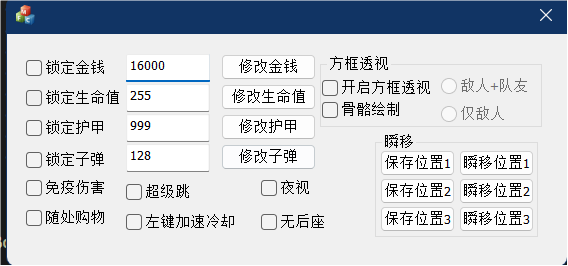 锁定金钱 16000 修改金钱
锁定生命值 255 修改生命值
锁定护甲 999 修改护甲
锁定子弹 128 修改子弹
免疫伤害 超级跳 夜视
随处购物 左键加速冷却 无后座
方框透视
开启方框透视 敌人+队友
骨骼绘制 仅敌人
瞬移
保存位置1 瞬移位置1
保存位置2 瞬移位置2
保存位置3 瞬移位置3